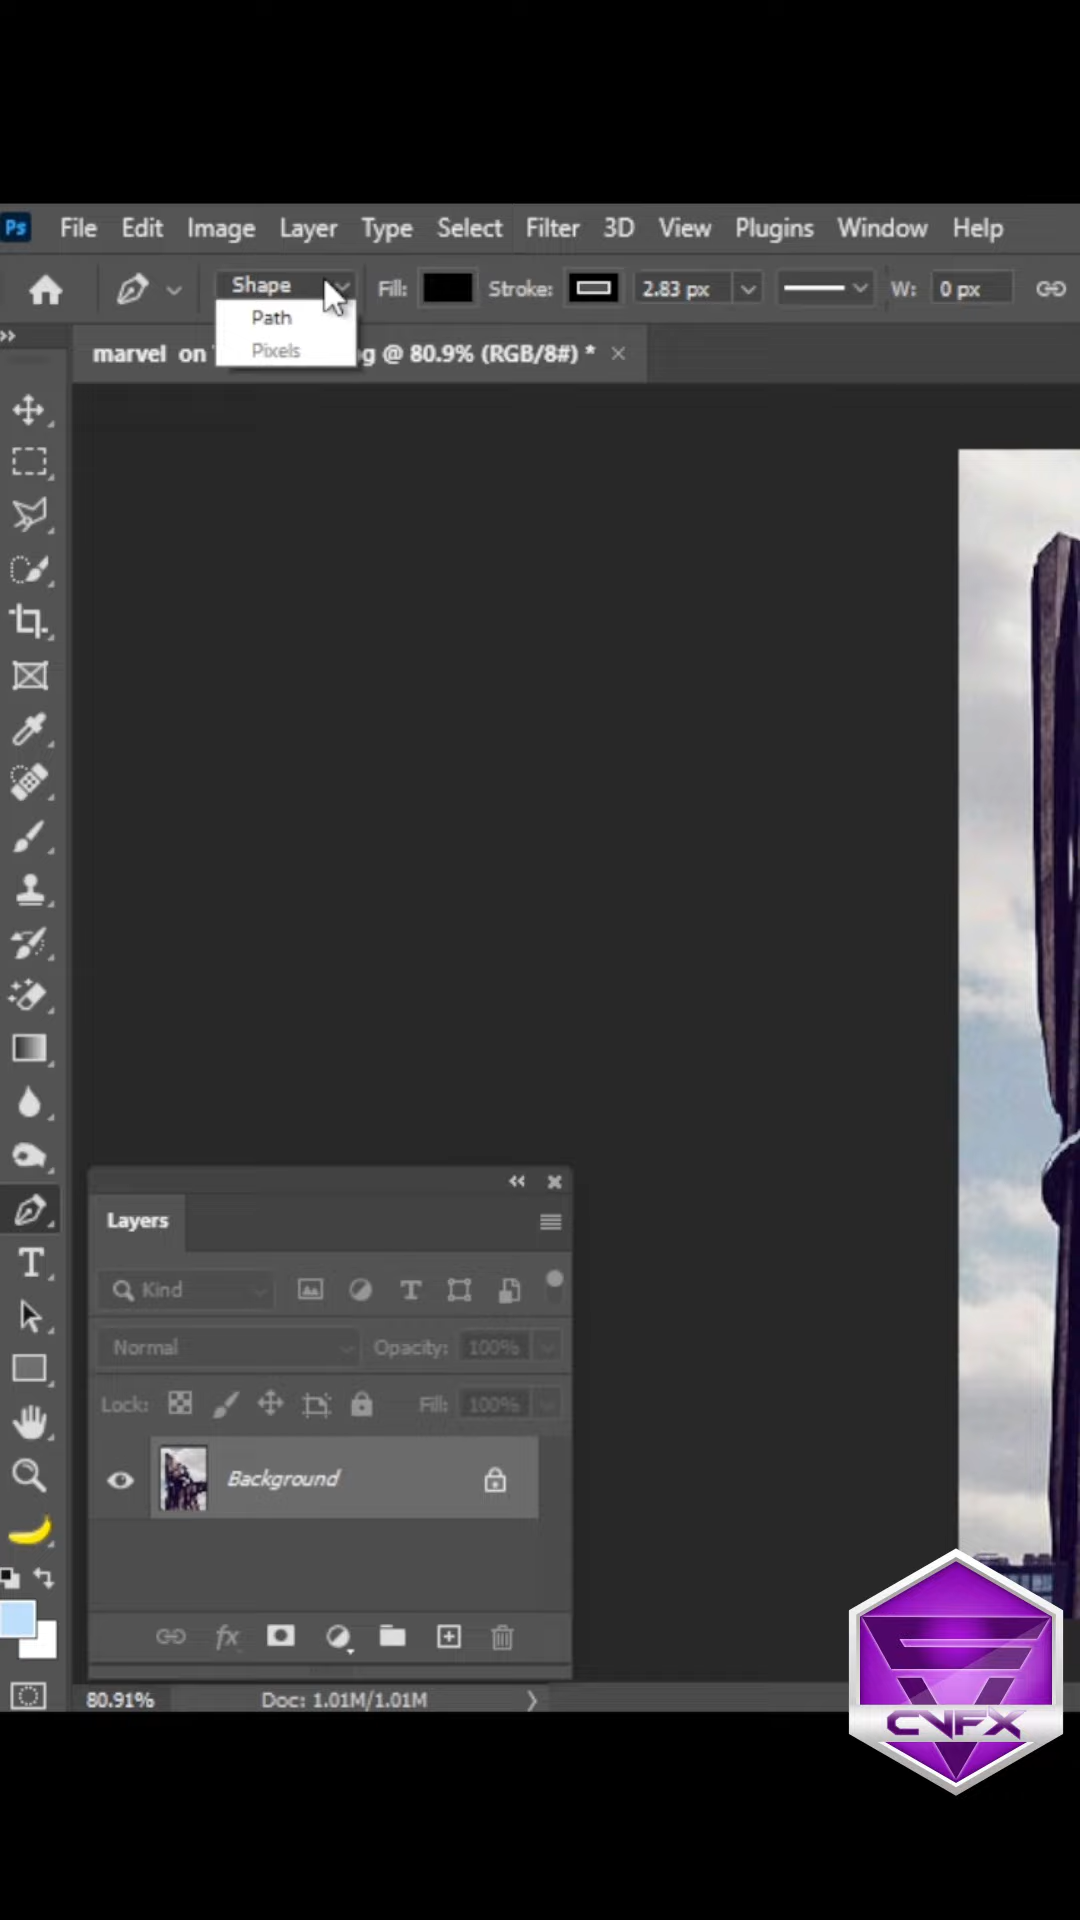 Ps File Edit Image Layer Type Select Filter 3D View Plugins Window Help
Shape Fill: Stroke: 2.83 px W: 0 px
Path
Pixels
marvel on g @ 80.9% (RGB/8#) *
Layers
Kind
Normal Opacity: 100%
Lock: Fill: 100%
Background
fx
80.91% Doc: 1.01M/1.01M
CVFX